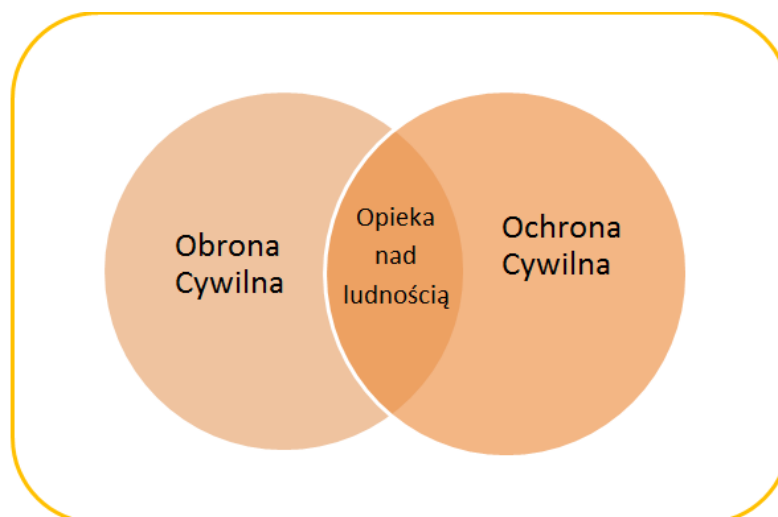 Obrona
Cywilna
Opieka
nad
ludnością
Ochrona
Cywilna